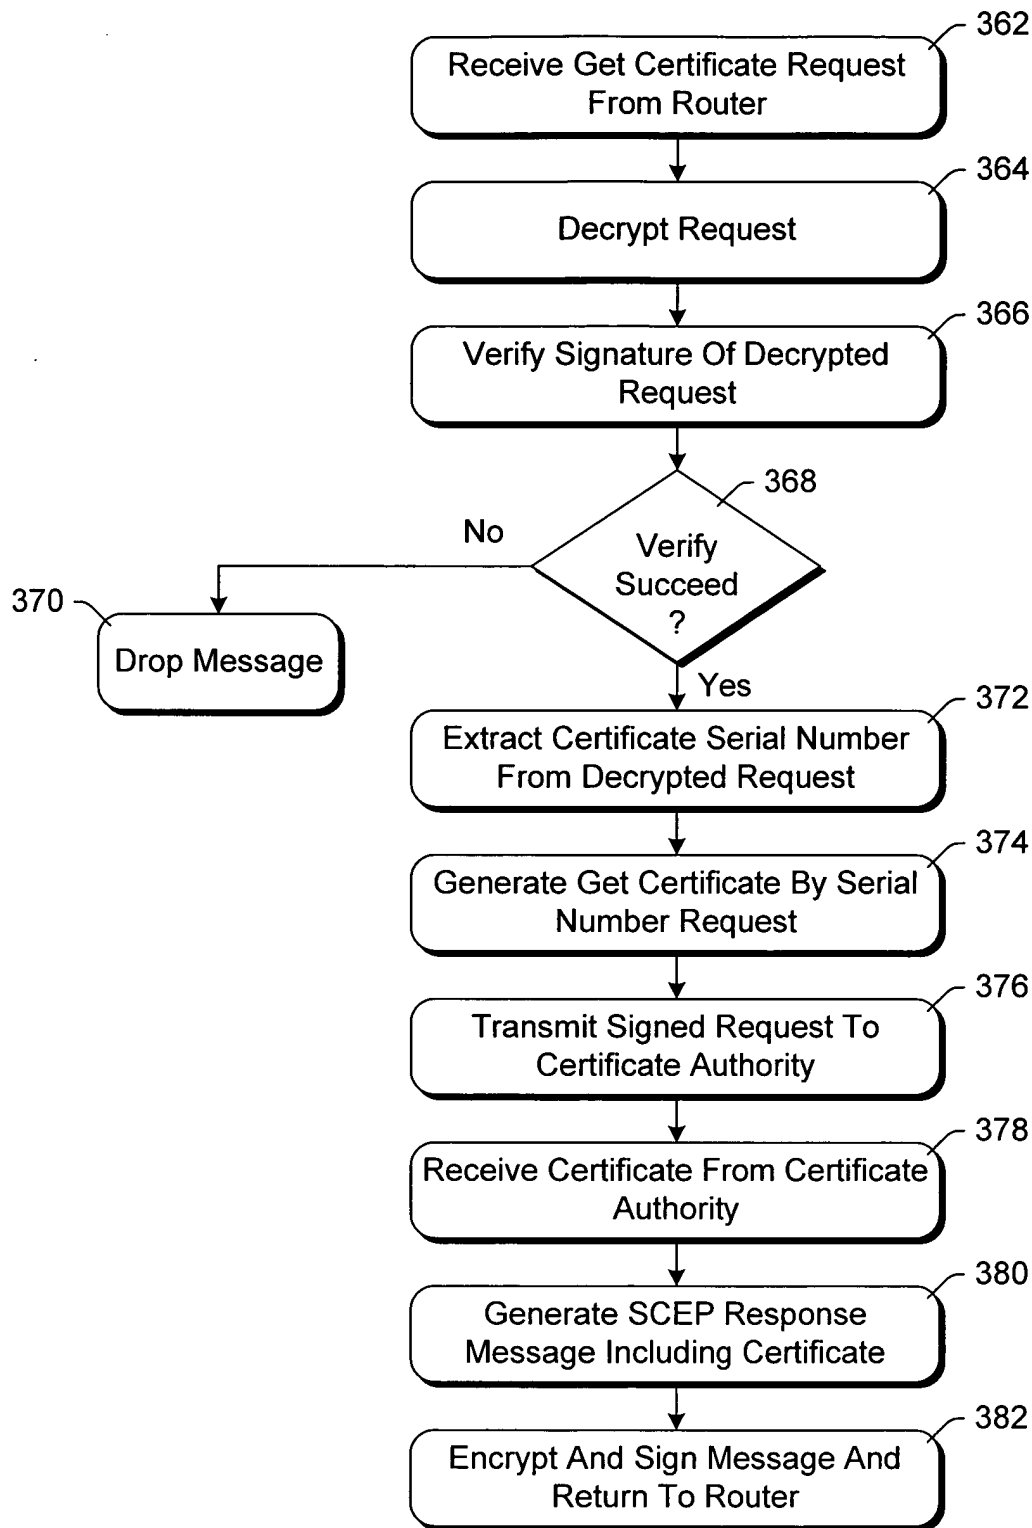 362
Receive Get Certificate Request
From Router
364
Decrypt Request
366
Verify Signature Of Decrypted
Request
368
No
Verify
Succeed
?
370
Drop Message
Yes
372
Extract Certificate Serial Number
From Decrypted Request
374
Generate Get Certificate By Serial
Number Request
376
Transmit Signed Request To
Certificate Authority
378
Receive Certificate From Certificate
Authority
380
Generate SCEP Response
Message Including Certificate
382
Encrypt And Sign Message And
Return To Router